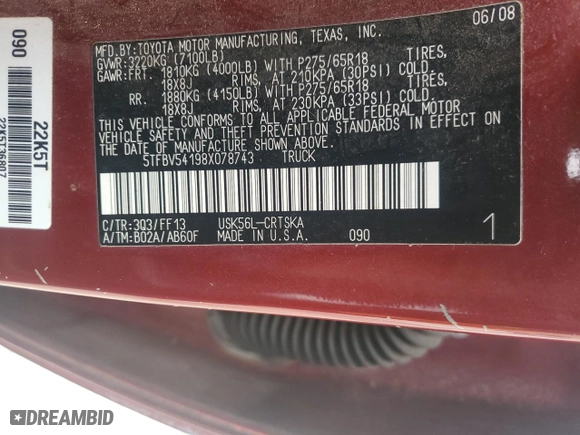 06/08
MFD. BY: TOYOTA MOTOR MANUFACTURING, TEXAS, INC.
GVWR: 3220KG (7100LB)
GAWR: FRT. 1810KG (4000LB) WITH P275/65R18 TIRES,
18X8J RIMS, AT 210KPA (30PSI) COLD.
RR. 1880KG (4150LB) WITH P275/65R18 TIRES,
18X8J RIMS, AT 230KPA (33PSI) COLD.
THIS VEHICLE CONFORMS TO ALL APPLICABLE FEDERAL MOTOR
VEHICLE SAFETY AND BUMPER STANDARDS IN EFFECT ON
THE DATE OF MANUFACTURE SHOWN ABOVE.
5TFBV54198X078743 TRUCK
C/TR: 3Q3/FF13 USK56L-CRTSKA
A/TM: B02A/AB60F MADE IN U.S.A. 090 1
090
22K5T
22K5T36807
DREAMBID